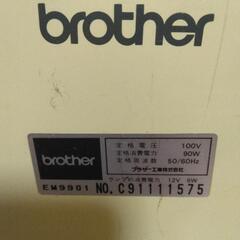 brother
定格電圧 100V
定格消費電力 90W
定格周波数 50/60Hz
ブラザー工業株式会社
brother
ランプの消費電力 12V 6W
EM9901 NO. C91111575